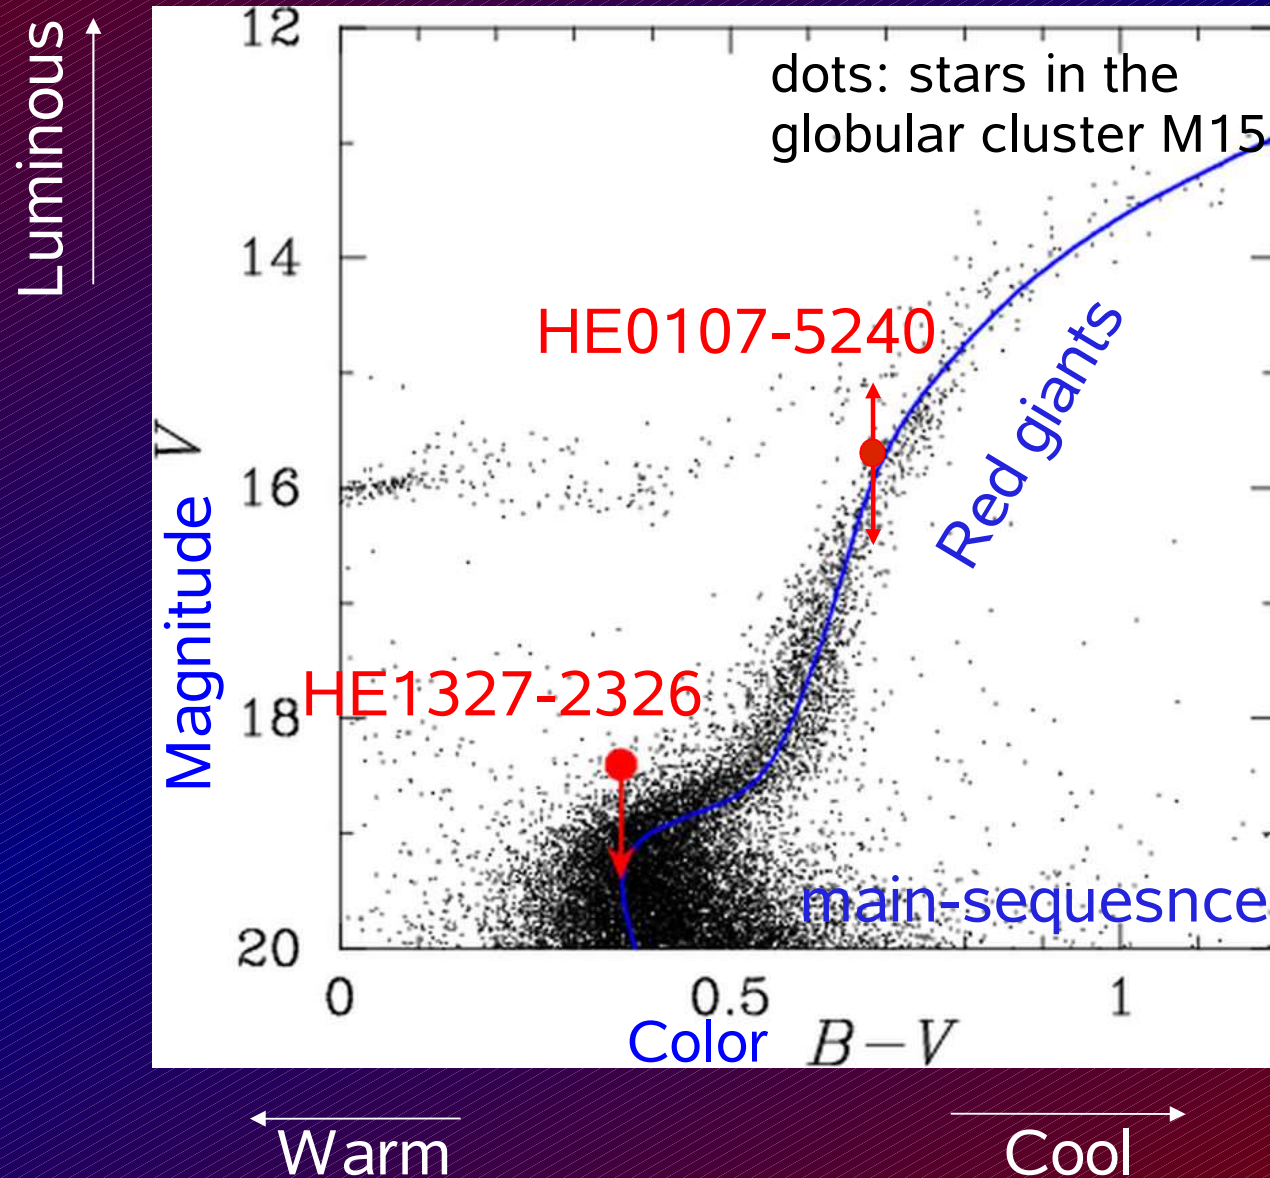 Luminous
12
dots: stars in the
globular cluster M15
14
HE0107-5240
Red giants
V
16
Magnitude
HE1327-2326
18
main-sequesnce
20
0
0.5
1
Color
B-V
Warm
Cool